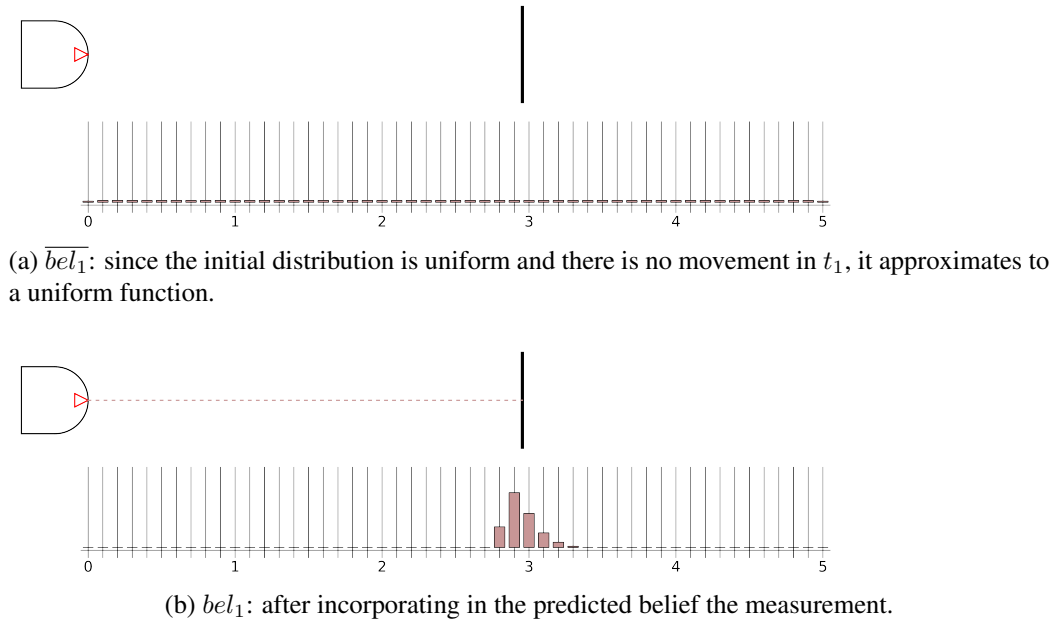 0 1 2 3 4 5
(a) $\overline{bel_1}$: since the initial distribution is uniform and there is no movement in $t_1$, it approximates to
a uniform function.
0 1 2 3 4 5
(b) $bel_1$: after incorporating in the predicted belief the measurement.